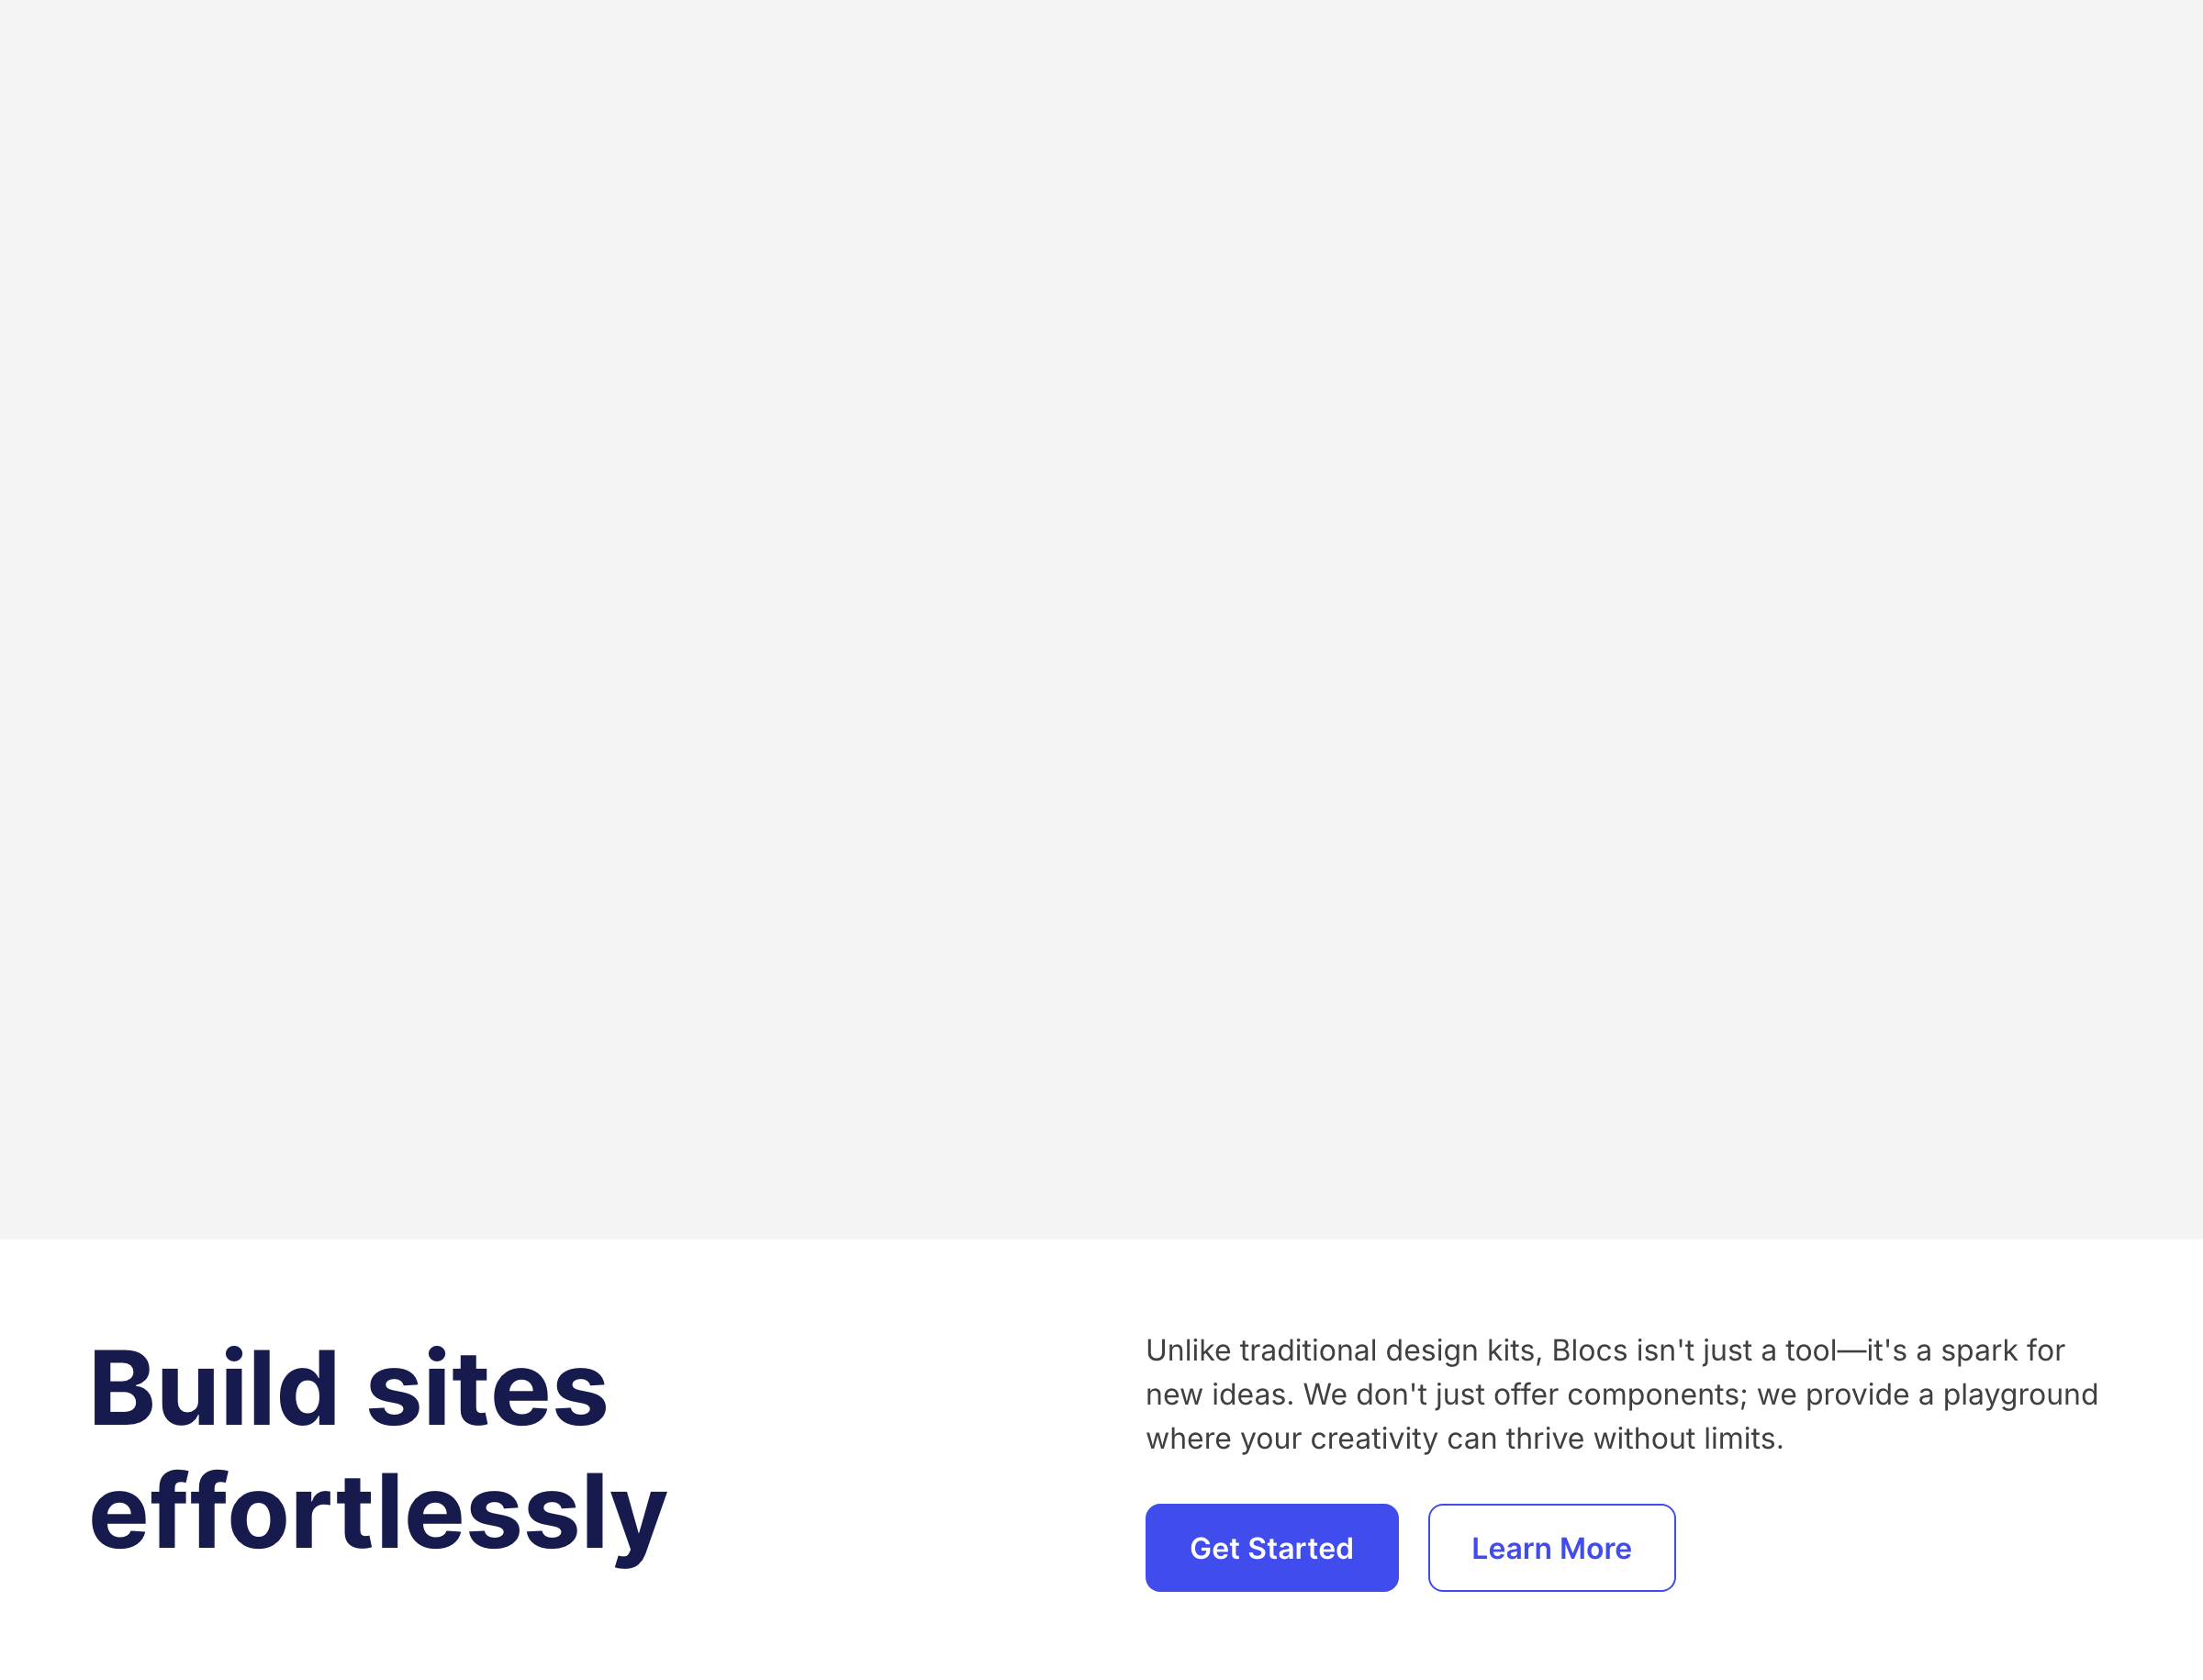 Build sites
effortlessly
Unlike traditional design kits, Blocs isn't just a tool—it's a spark for
new ideas. We don't just offer components; we provide a playground
where your creativity can thrive without limits.
Get Started
Learn More